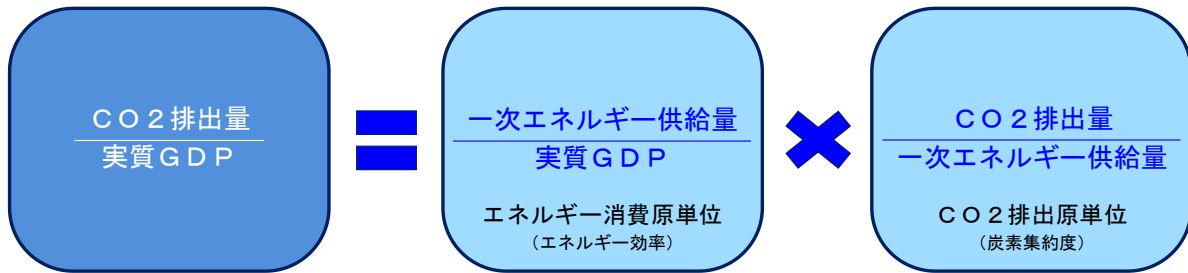 ＣＯ２排出量
実質ＧＤＰ
一次エネルギー供給量
実質ＧＤＰ
エネルギー消費原単位
（エネルギー効率）
ＣＯ２排出量
一次エネルギー供給量
ＣＯ２排出原単位
（炭素集約度）